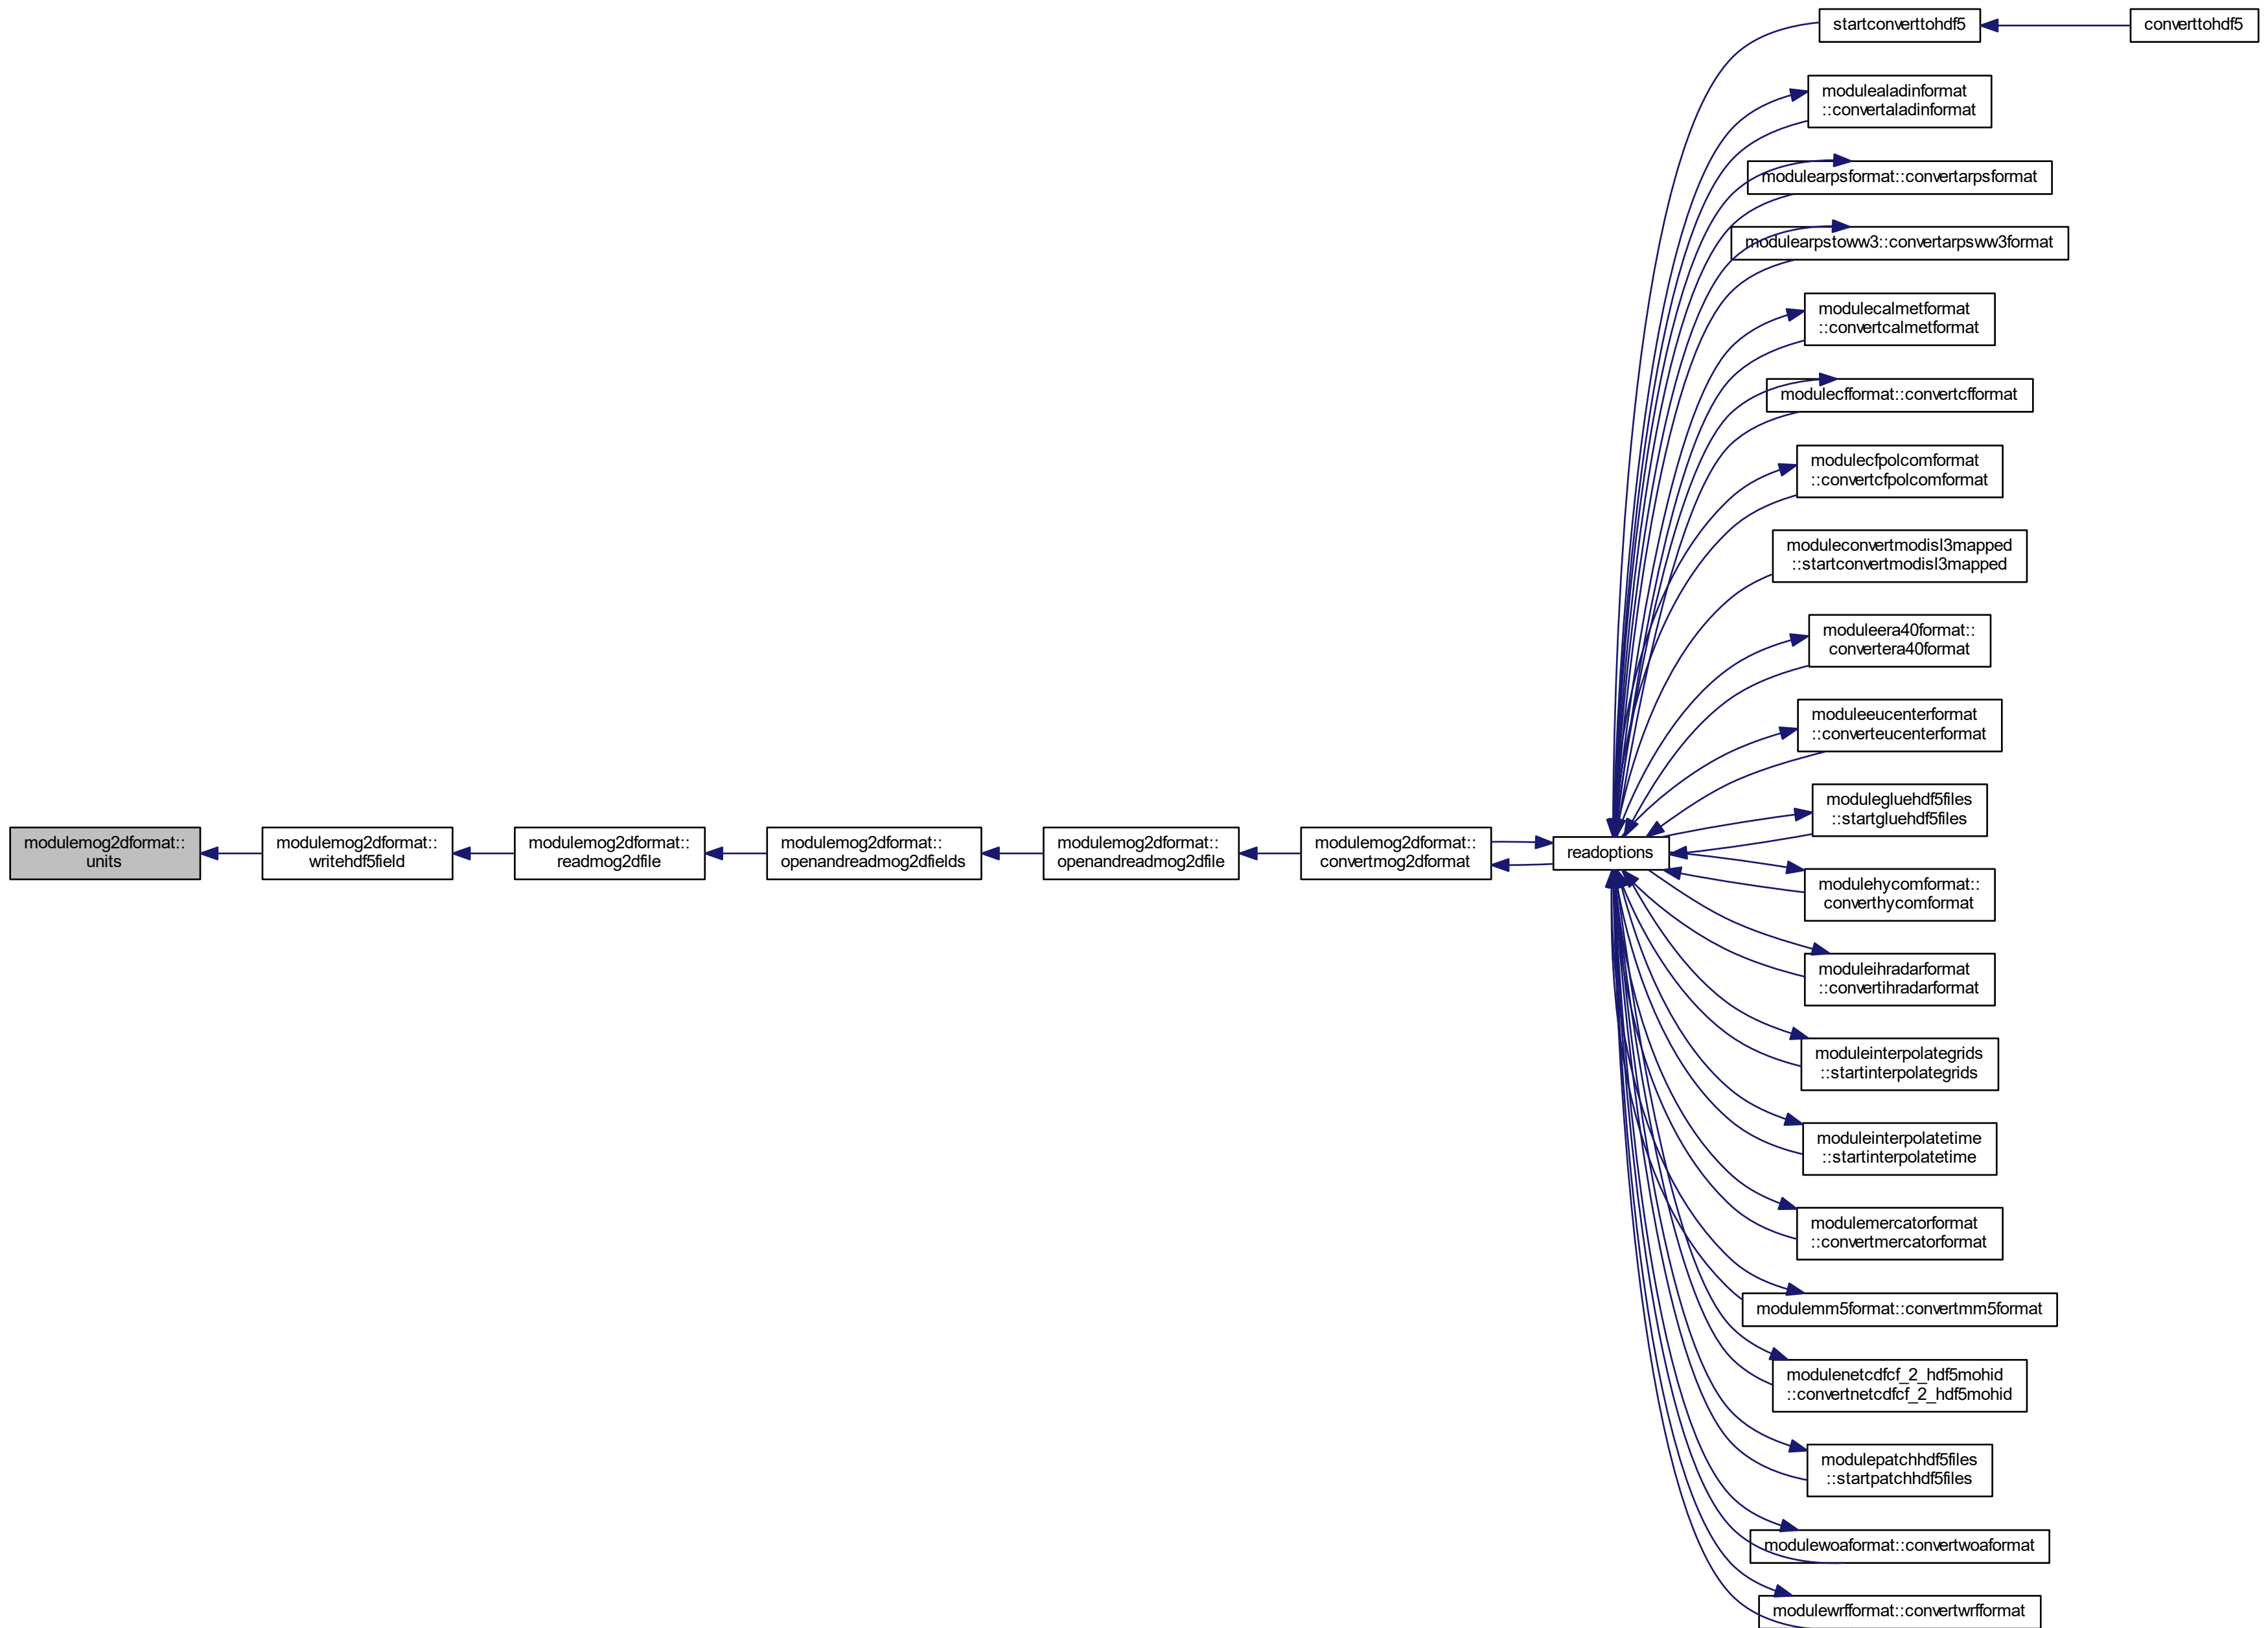 startconverttohdf5
converttohdf5
modulealadinformat
::convertaladinformat
modulearpsformat::convertarpsformat
modulearpstoww3::convertarpsww3format
modulecalmetformat
::convertcalmetformat
modulecfformat::convertcfformat
modulecfpolcomformat
::convertcfpolcomformat
moduleconvertmodisl3mapped
::startconvertmodisl3mapped
moduleera40format::
convertera40format
moduleeucenterformat
::converteucenterformat
modulegluehdf5files
::startgluehdf5files
modulemog2dformat::
units
modulemog2dformat::
writehdf5field
modulemog2dformat::
readmog2dfile
modulemog2dformat::
openandreadmog2dfields
modulemog2dformat::
openandreadmog2dfile
modulemog2dformat::
convertmog2dformat
readoptions
modulehycomformat::
converthycomformat
moduleihradarformat
::convertihradarformat
moduleinterpolategrids
::startinterpolategrids
moduleinterpolatetime
::startinterpolatetime
modulemercatorformat
::convertmercatorformat
modulemm5format::convertmm5format
modulenetcdfcf_2_hdf5mohid
::convertnetcdfcf_2_hdf5mohid
modulepatchhdf5files
::startpatchhdf5files
modulewoaformat::convertwoaformat
modulewrfformat::convertwrfformat